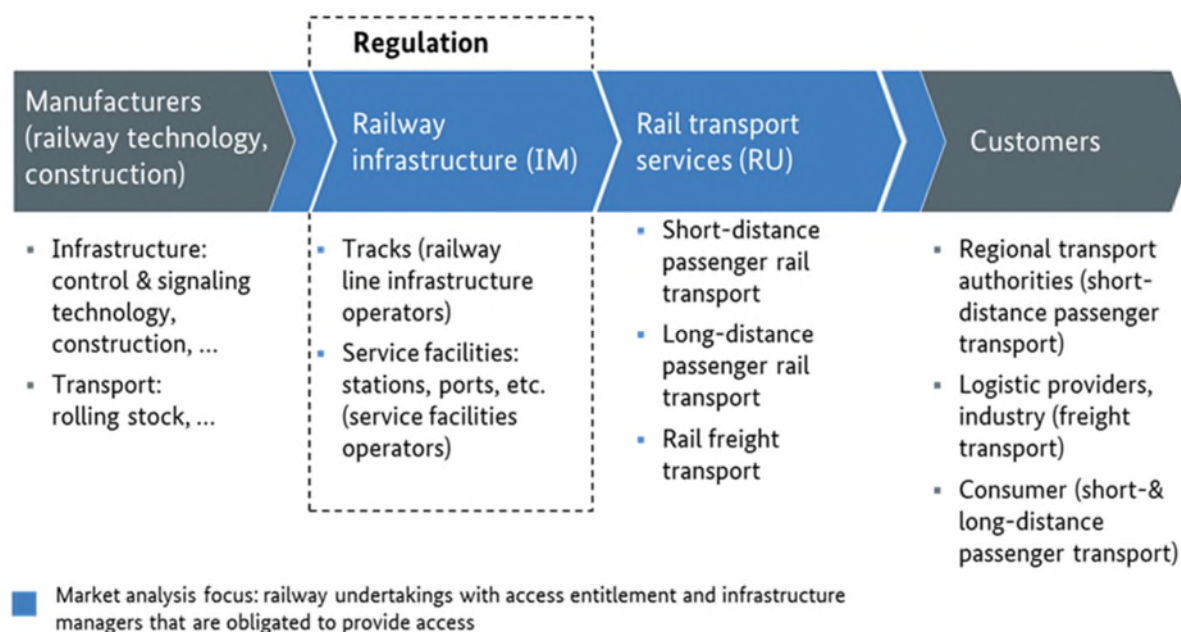 Regulation
Manufacturers
(railway technology,
construction)
Railway
infrastructure (IM)
Rail transport
services (RU)
Customers
▪ Infrastructure:
control & signaling
technology,
construction, ...
▪ Transport:
rolling stock, ...
▪ Tracks (railway
line infrastructure
operators)
▪ Service facilities:
stations, ports, etc.
(service facilities
operators)
▪ Short-distance
passenger rail
transport
▪ Long-distance
passenger rail
transport
▪ Rail freight
transport
▪ Regional transport
authorities (short-
distance passenger
transport)
▪ Logistic providers,
industry (freight
transport)
▪ Consumer (short-&
long-distance
passenger transport)
Market analysis focus: railway undertakings with access entitlement and infrastructure
managers that are obligated to provide access